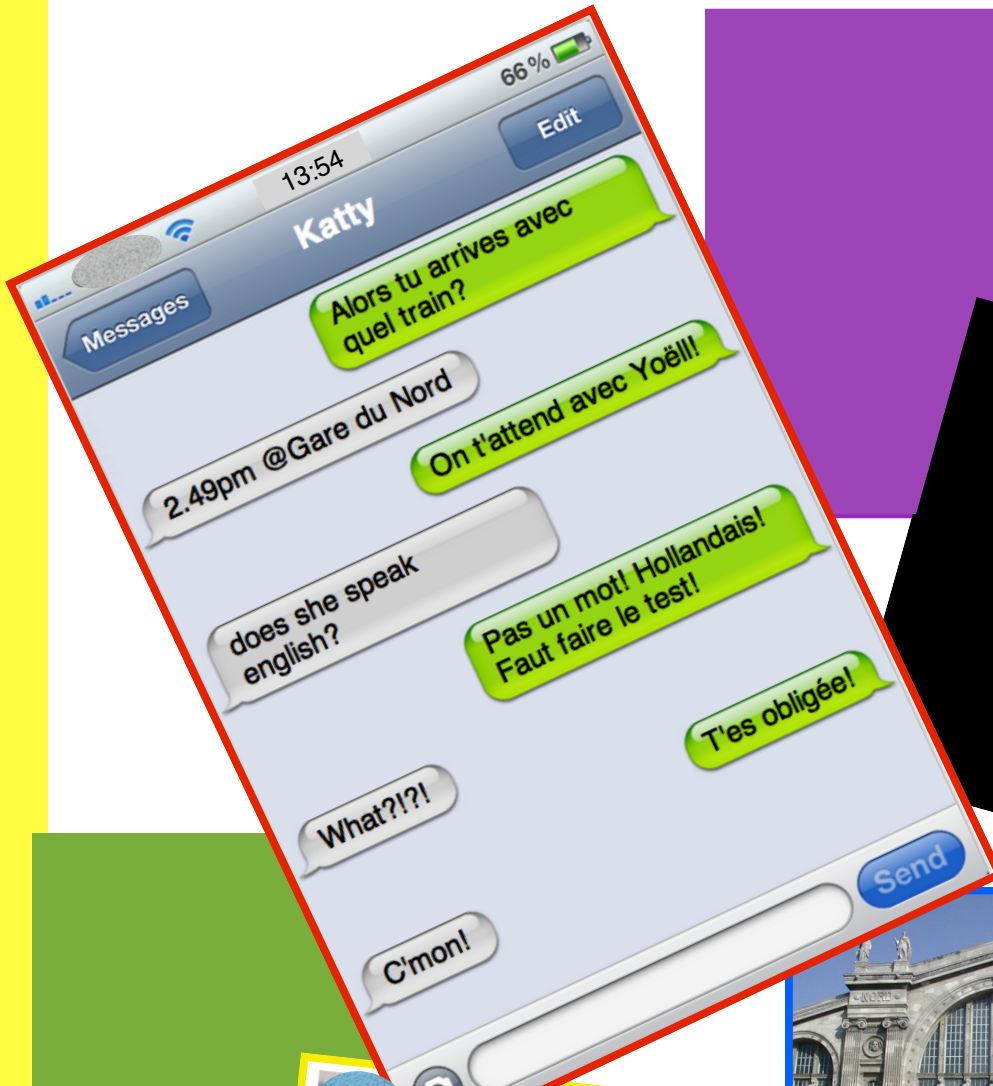 66%
13:54
Messages
Katty
Edit
Alors tu arrives avec
quel train?
2.49pm @Gare du Nord
On t'attend avec Yoëll!
does she speak
english?
Pas un mot! Hollandais!
Faut faire le test!
T'es obligée!
What?!?!
C'mon!
Send
NORD